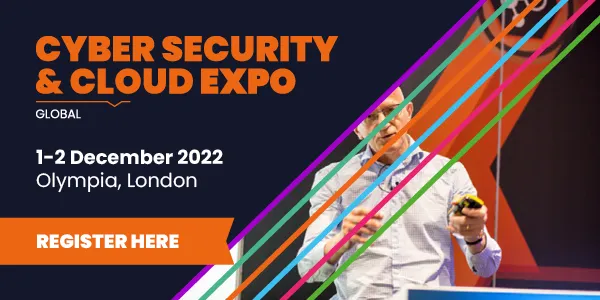 CYBER SECURITY
& CLOUD EXPO
GLOBAL
1-2 December 2022
Olympia, London
REGISTER HERE